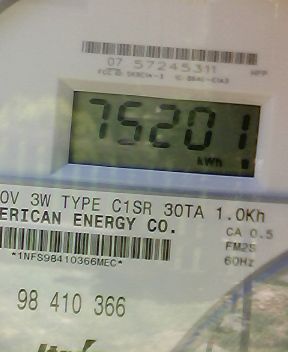 07 57245311
75201
kWh
0V 3W TYPE C1SR 30TA 1.0Kh
ERICAN ENERGY CO.
CA 0.5
FM2S
60Hz
*1NFS98410366MEC*
98 410 366